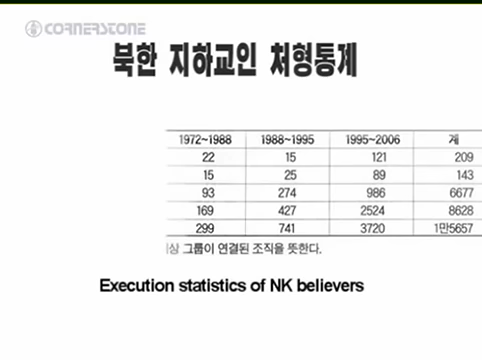 CORNERSTONE
북한 지하교인 처형통계
1972~1988 1988~1995 1995~2006 계
22 15 121 209
15 25 89 143
93 274 986 6677
169 427 2524 8628
299 741 3720 1만5657
이상 그룹이 연결된 조직을 뜻한다.
Execution statistics of NK believers